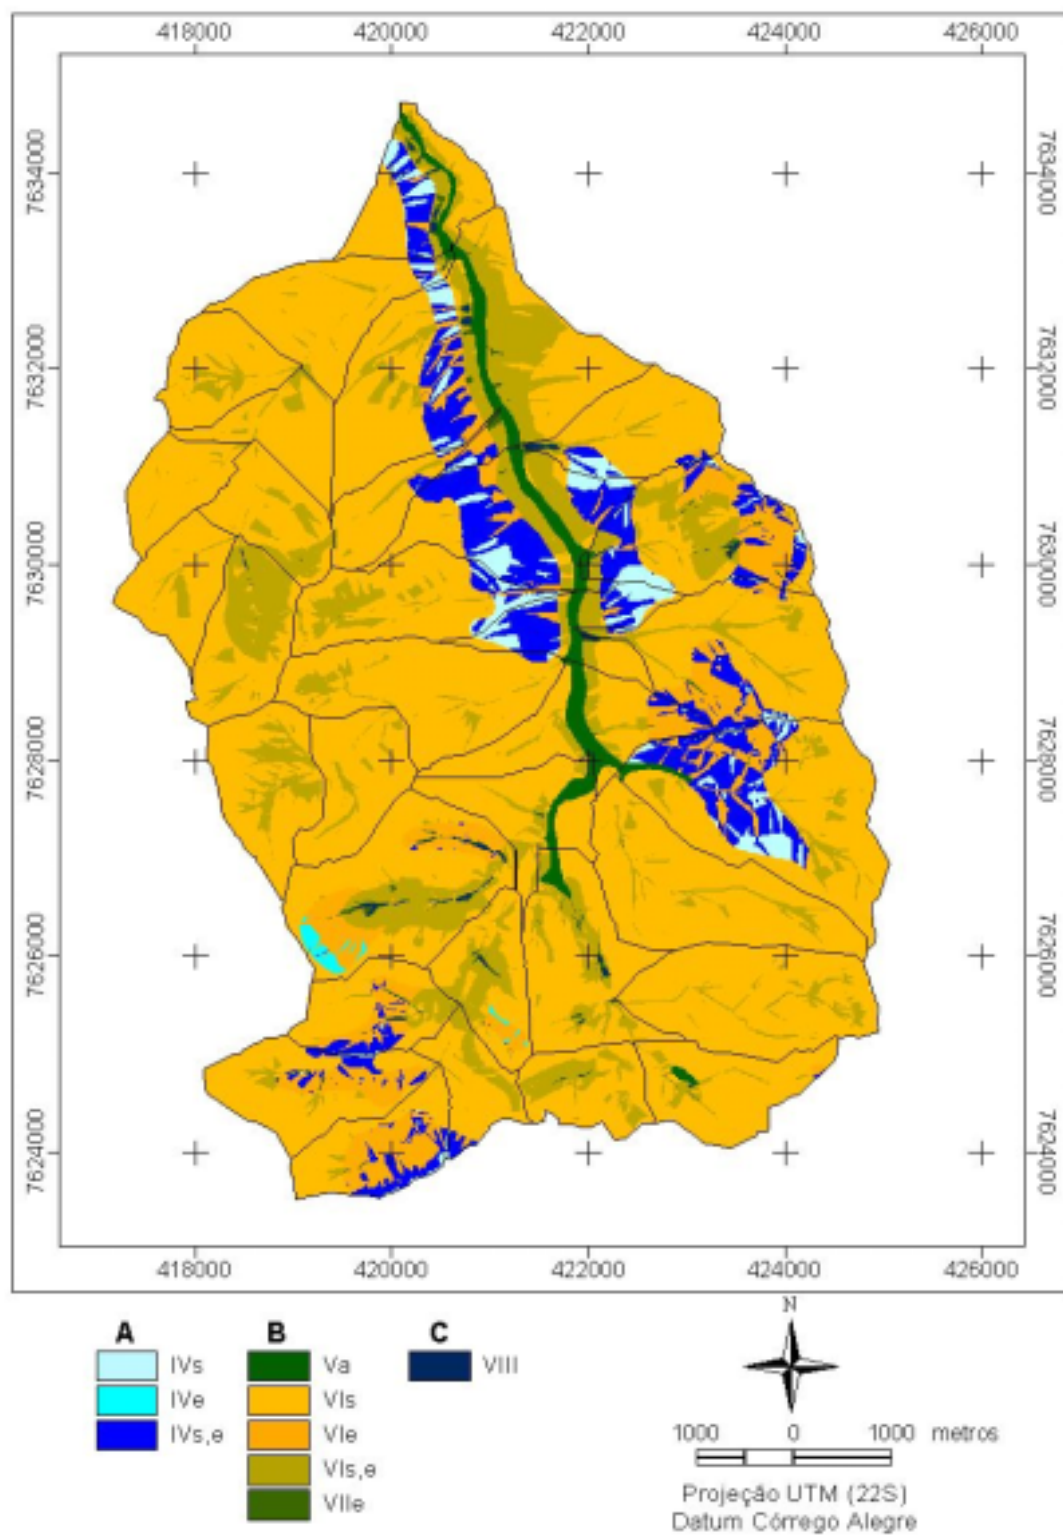 418000 420000 422000 424000 426000
7634000 7634000
7632000 7632000
7630000 7630000
7628000 7628000
7626000 7626000
7624000 7624000
418000 420000 422000 424000 426000
A B C
IVs Va VIII
IVe VIs
IVs,e VIe
VIs,e
VIIe
N
1000 0 1000 metros
Projeção UTM (22S)
Datum Córrego Alegre